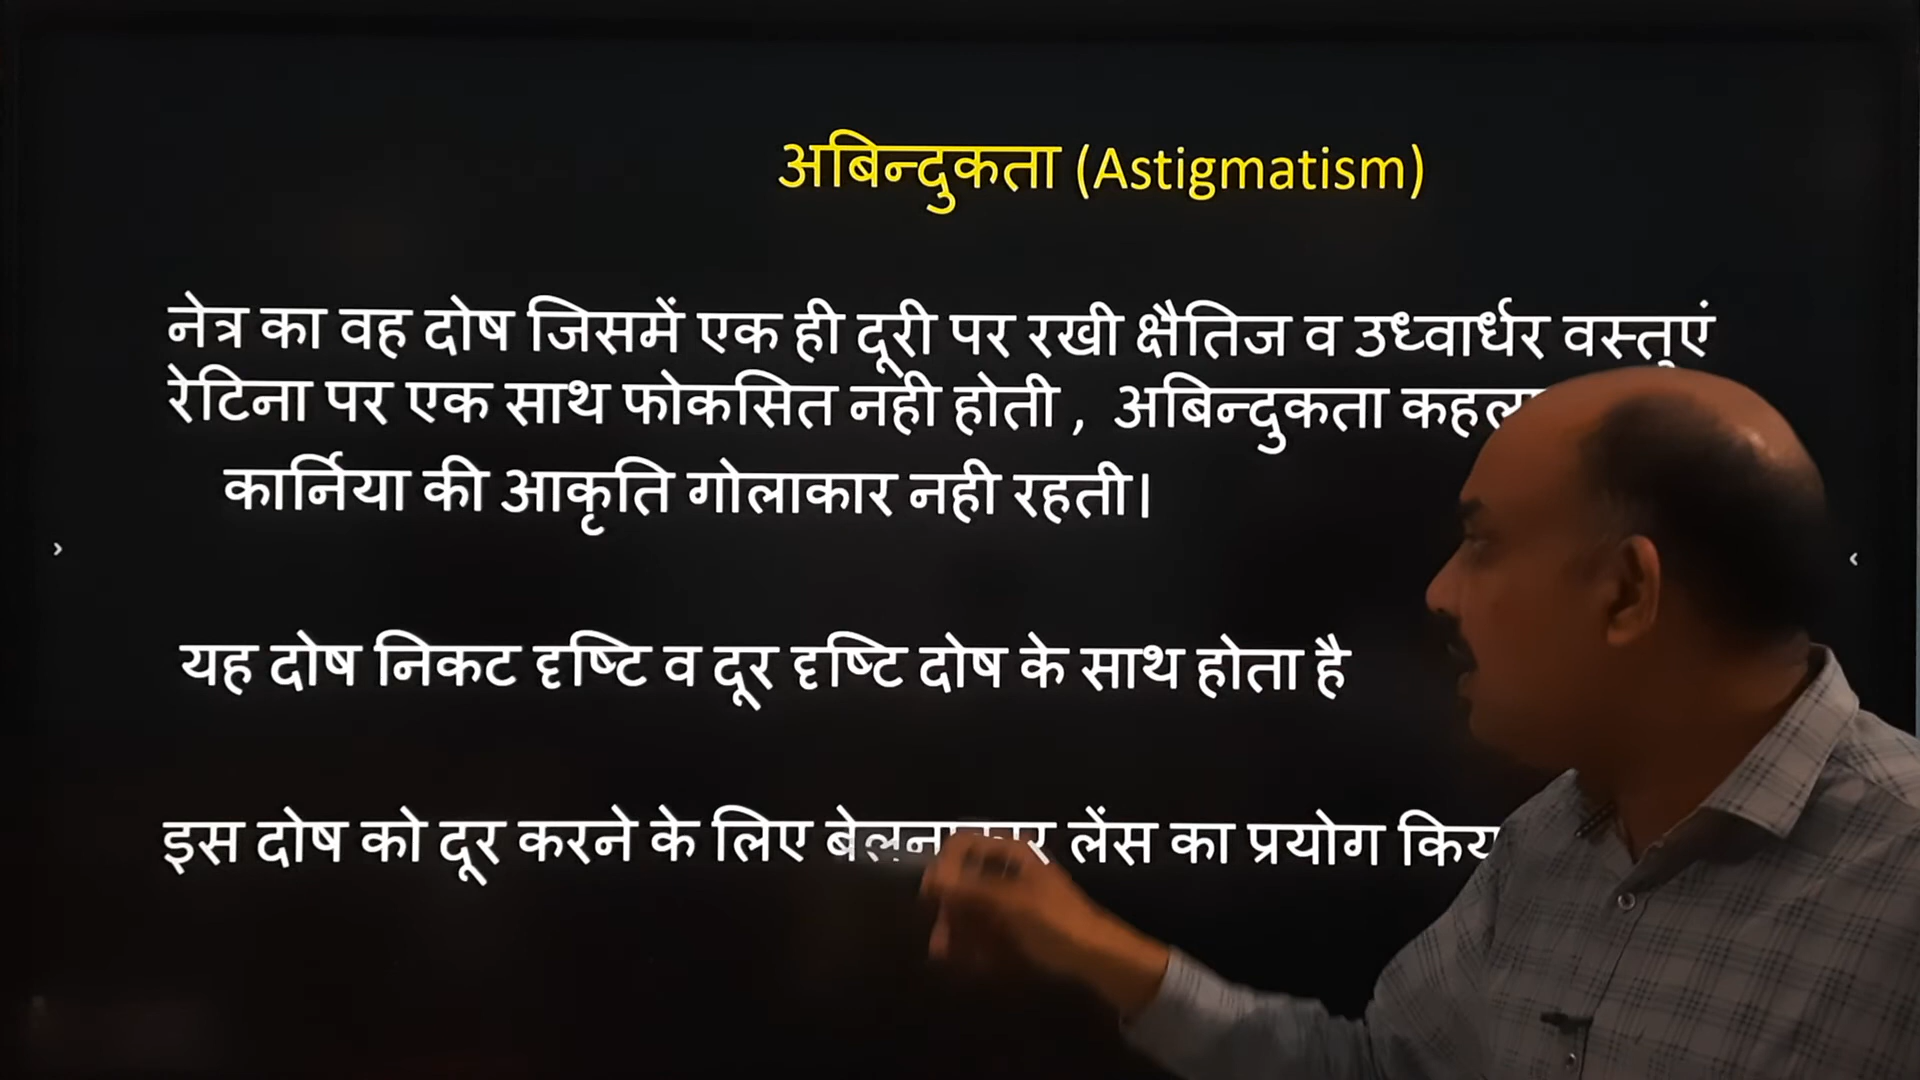 अबिन्दुकता (Astigmatism)
नेत्र का वह दोष जिसमें एक ही दूरी पर रखी क्षैतिज व उध्वार्धर वस्तुएं
रेटिना पर एक साथ फोकसित नही होती , अबिन्दुकता
कार्निया की आकृति गोलाकार नही रहती।
यह दोष निकट दृष्टि व दूर दृष्टि दोष के साथ होता है
इस दोष को दूर करने के लिए लेंस का प्रयोग